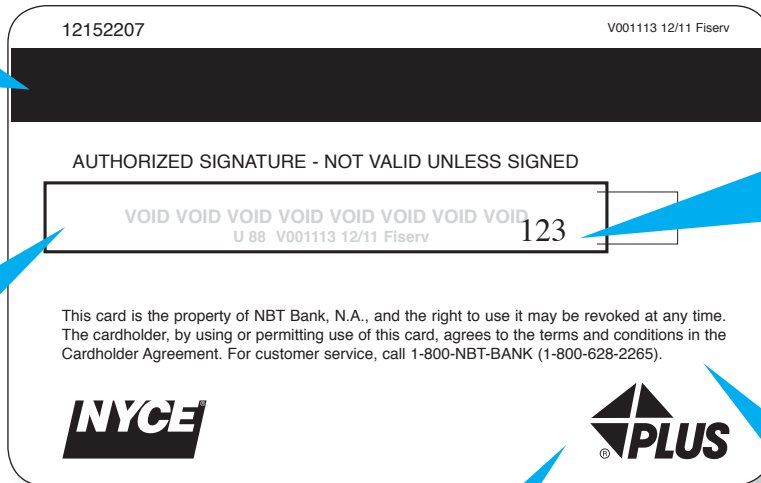 12152207
V001113 12/11 Fiserv
AUTHORIZED SIGNATURE - NOT VALID UNLESS SIGNED
VOID VOID VOID VOID VOID VOID VOID VOID
U 88 V001113 12/11 Fiserv
123
This card is the property of NBT Bank, N.A., and the right to use it may be revoked at any time.
The cardholder, by using or permitting use of this card, agrees to the terms and conditions in the
Cardholder Agreement. For customer service, call 1-800-NBT-BANK (1-800-628-2265).
NYCE®
®PLUS